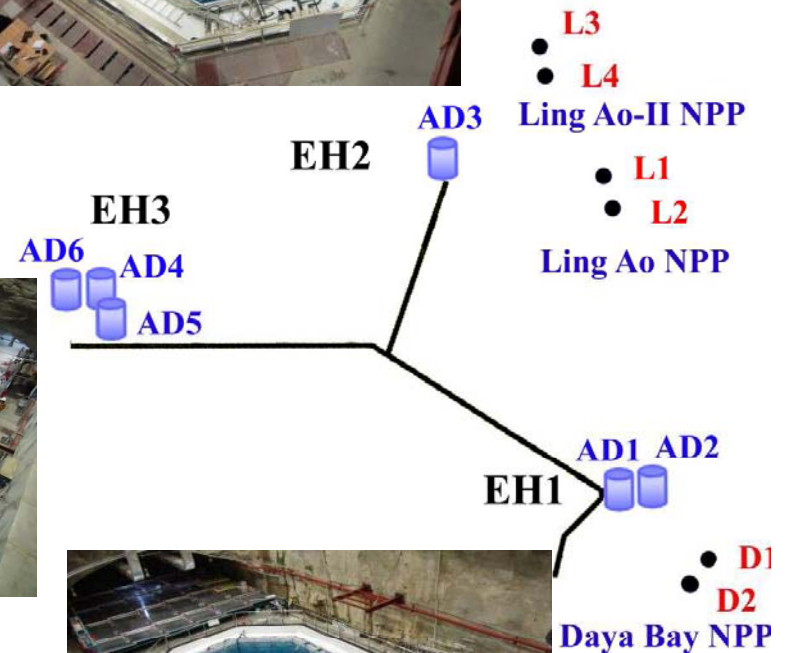 L3
L4
Ling Ao-II NPP
AD3
EH2
L1
L2
Ling Ao NPP
EH3
AD6
AD4
AD5
AD1 AD2
EH1
D1
D2
Daya Bay NPP